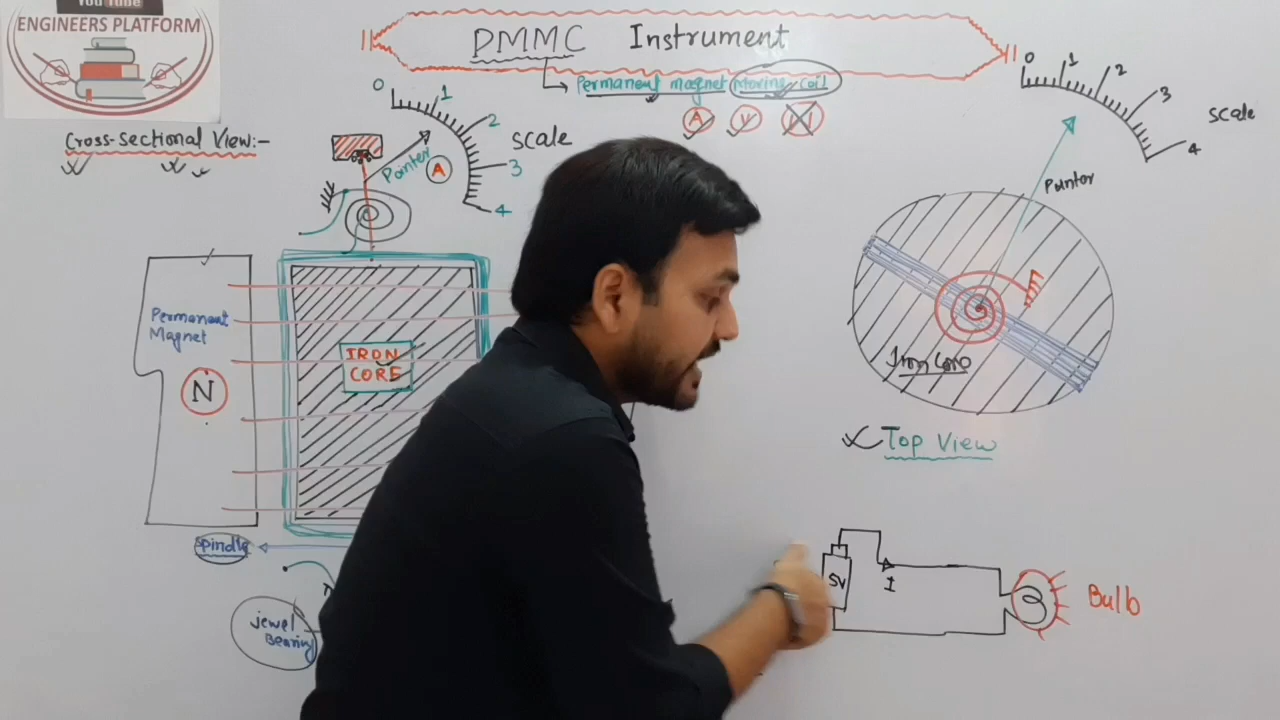 You Tube
ENGINEERS PLATFORM
PMMC Instrument
Permanent magnet Moving Coil
A V
Cross-sectional View:-
0 1 2 3 4
Scale
Pointer
A
Permanent
Magnet
N
IRON
CORE
Spindle
Jewel
Bearing
0 1 2 3 4
Scale
Pointer
Iron Core
Top View
5V
I
Bulb